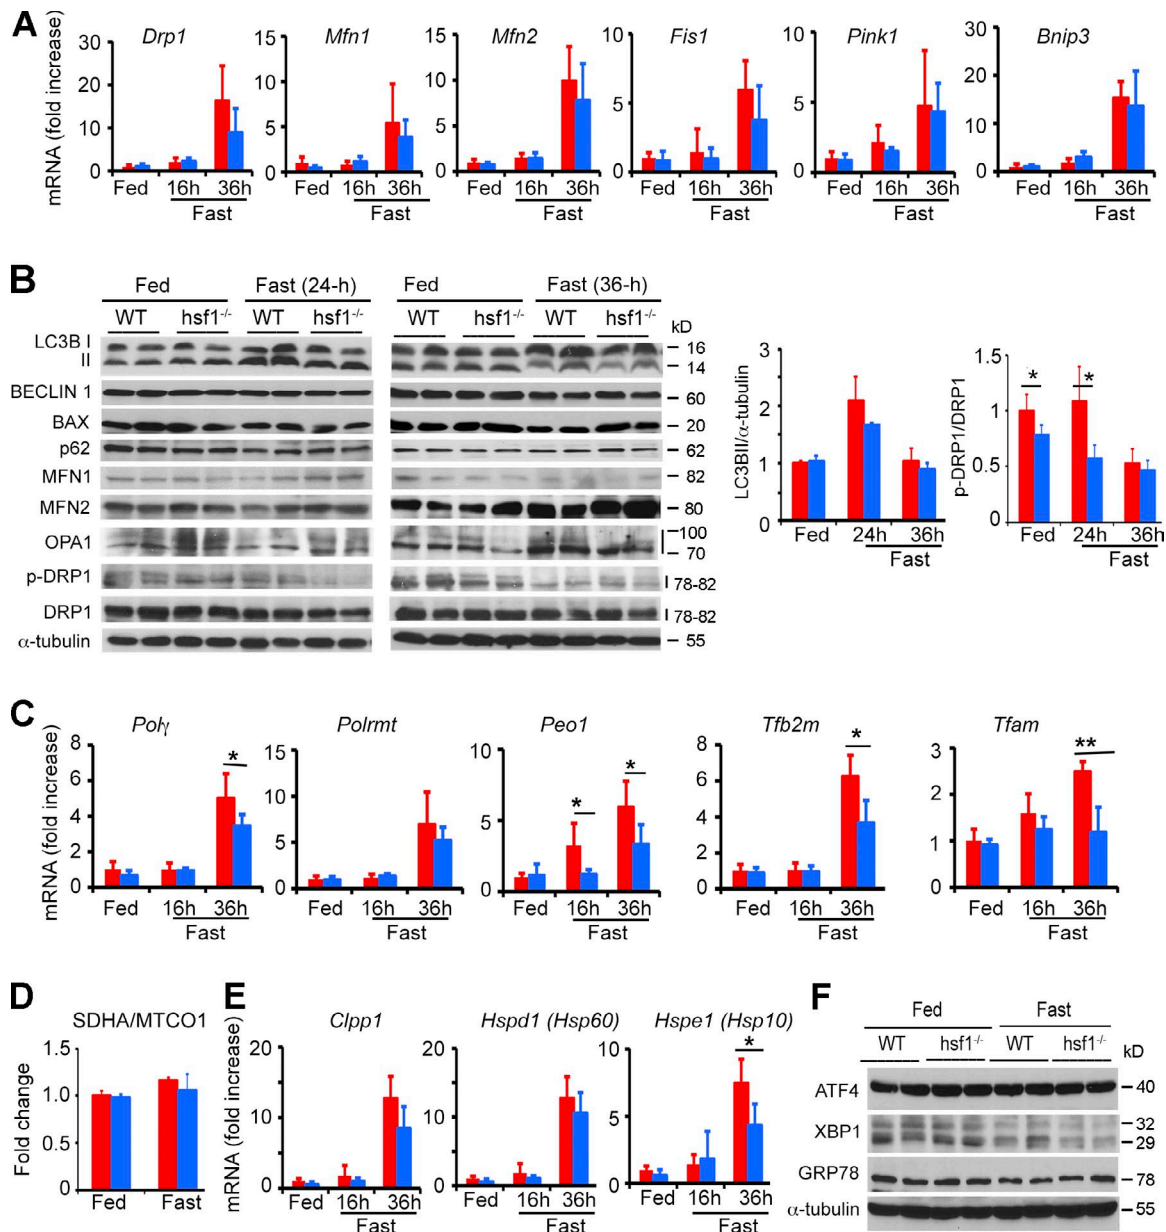 A
Drp1 Mfn1 Mfn2 Fis1 Pink1 Bnip3
mRNA (fold increase)
30 20 10 0
15 10 5 0
15 10 5 0
10 5 0
10 5 0
30 20 10 0
Fed 16h 36h Fed 16h 36h Fed 16h 36h Fed 16h 36h Fed 16h 36h Fed 16h 36h
Fast Fast Fast Fast Fast Fast
B
Fed Fast (24-h) Fed Fast (36-h)
WT hsf1-/- WT hsf1-/- WT hsf1-/- WT hsf1-/- kD
LC3B I 16
II 14
BECLIN 1 60
BAX 20
p62 62
MFN1 82
MFN2 80
OPA1 100
70
p-DRP1 78-82
DRP1 78-82
α-tubulin 55
LC3BII/α-tubulin
3 2 1 0
Fed 24h 36h
Fast
p-DRP1/DRP1
1.5 1 0.5 0
* *
Fed 24h 36h
Fast
C
Polγ Polrmt Peo1 Tfb2m Tfam
mRNA (fold increase)
8 6 4 2 0
15 10 5 0
10 5 0
8 6 4 2 0
3 2 1 0
* * * * **
Fed 16h 36h Fed 16h 36h Fed 16h 36h Fed 16h 36h Fed 16h 36h
Fast Fast Fast Fast Fast
D
SDHA/MTCO1
Fold change
1.5 1.0 0.5 0
Fed Fast
E
Clpp1 Hspd1 (Hsp60) Hspe1 (Hsp10)
mRNA (fold increase)
20 10 0
20 10 0
10 5 0
*
Fed 16h 36h Fed 16h 36h Fed 16h 36h
Fast Fast Fast
F
Fed Fast
WT hsf1-/- WT hsf1-/- kD
ATF4 40
XBP1 32
29
GRP78 78
α-tubulin 55